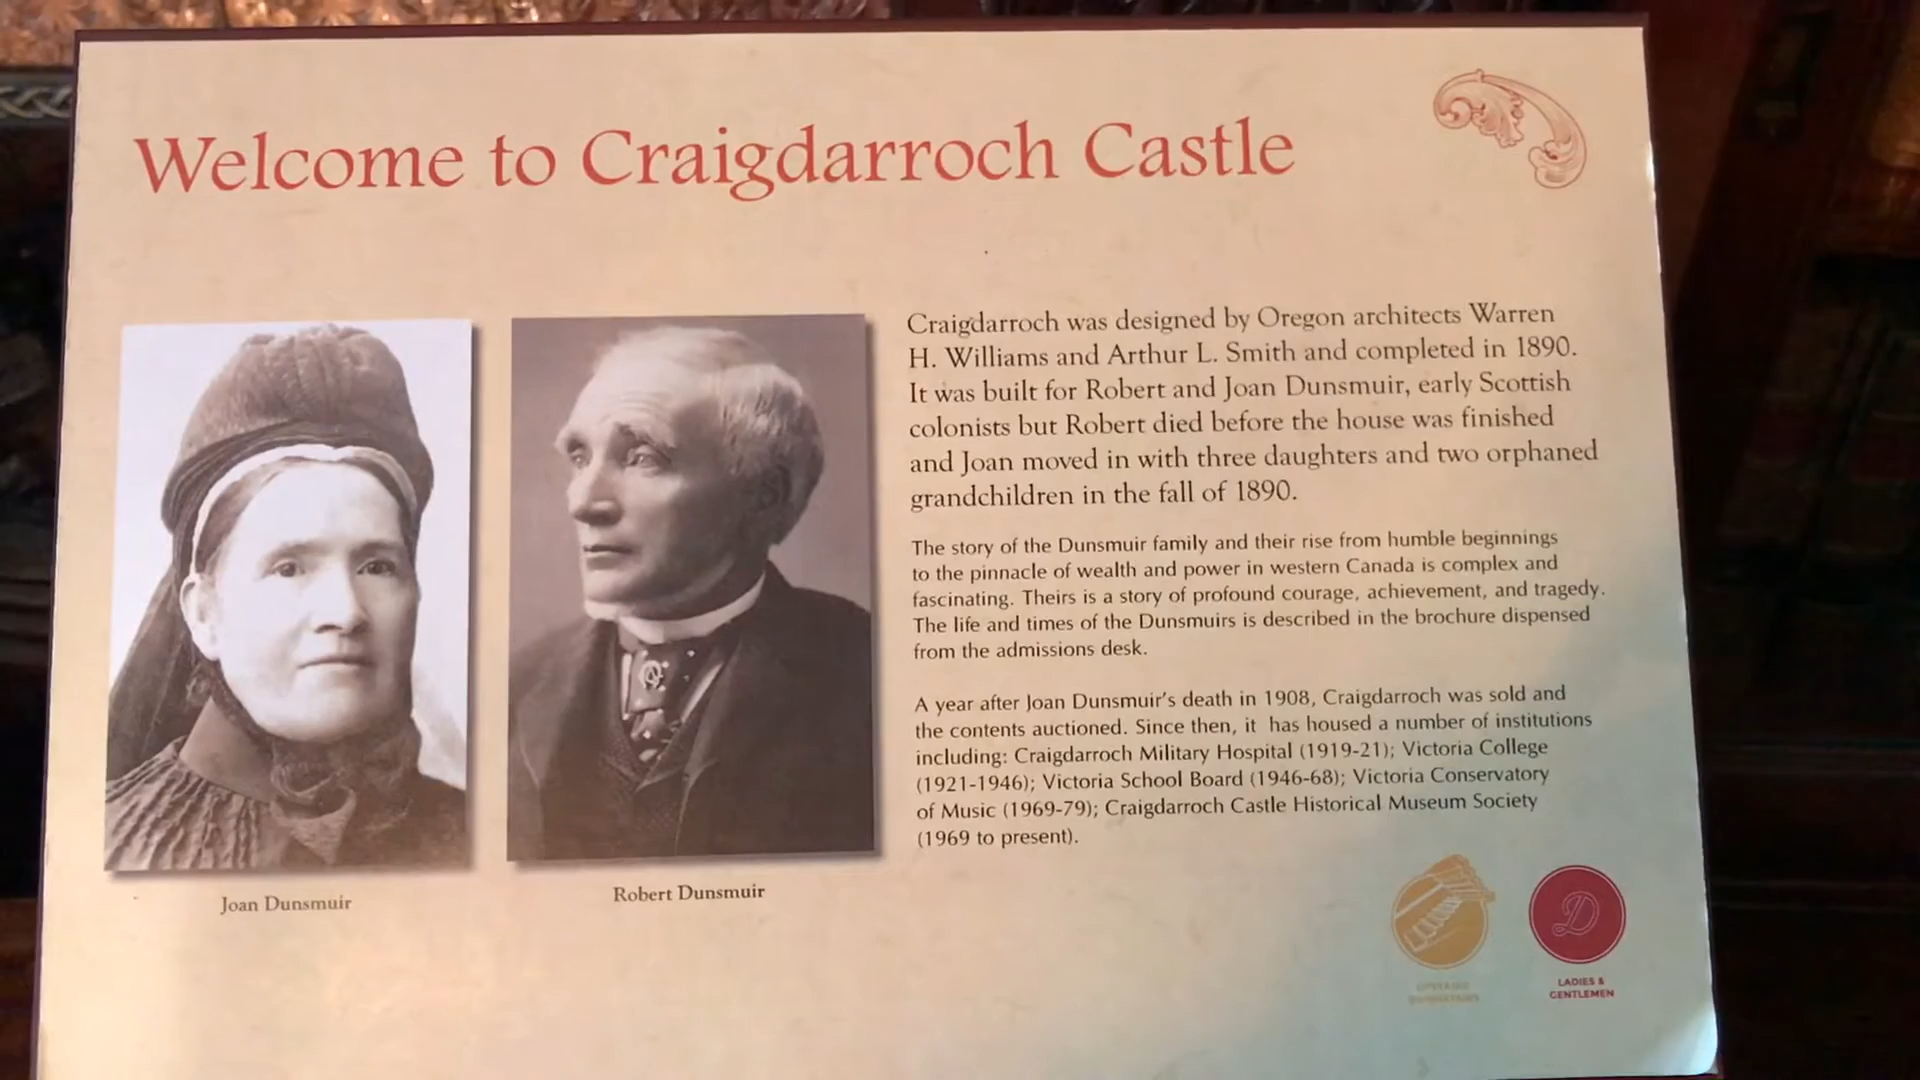 Welcome to Craigdarroch Castle
Craigdarroch was designed by Oregon architects Warren
H. Williams and Arthur L. Smith and completed in 1890.
It was built for Robert and Joan Dunsmuir, early Scottish
colonists but Robert died before the house was finished
and Joan moved in with three daughters and two orphaned
grandchildren in the fall of 1890.
The story of the Dunsmuir family and their rise from humble beginnings
to the pinnacle of wealth and power in western Canada is complex and
fascinating. Theirs is a story of profound courage, achievement, and tragedy.
The life and times of the Dunsmuirs is described in the brochure dispensed
from the admissions desk.
A year after Joan Dunsmuir's death in 1908, Craigdarroch was sold and
the contents auctioned. Since then, it has housed a number of institutions
including: Craigdarroch Military Hospital (1919-21); Victoria College
(1921-1946); Victoria School Board (1946-68); Victoria Conservatory
of Music (1969-79); Craigdarroch Castle Historical Museum Society
(1969 to present).
Joan Dunsmuir
Robert Dunsmuir
D
LADIES &
GENTLEMEN